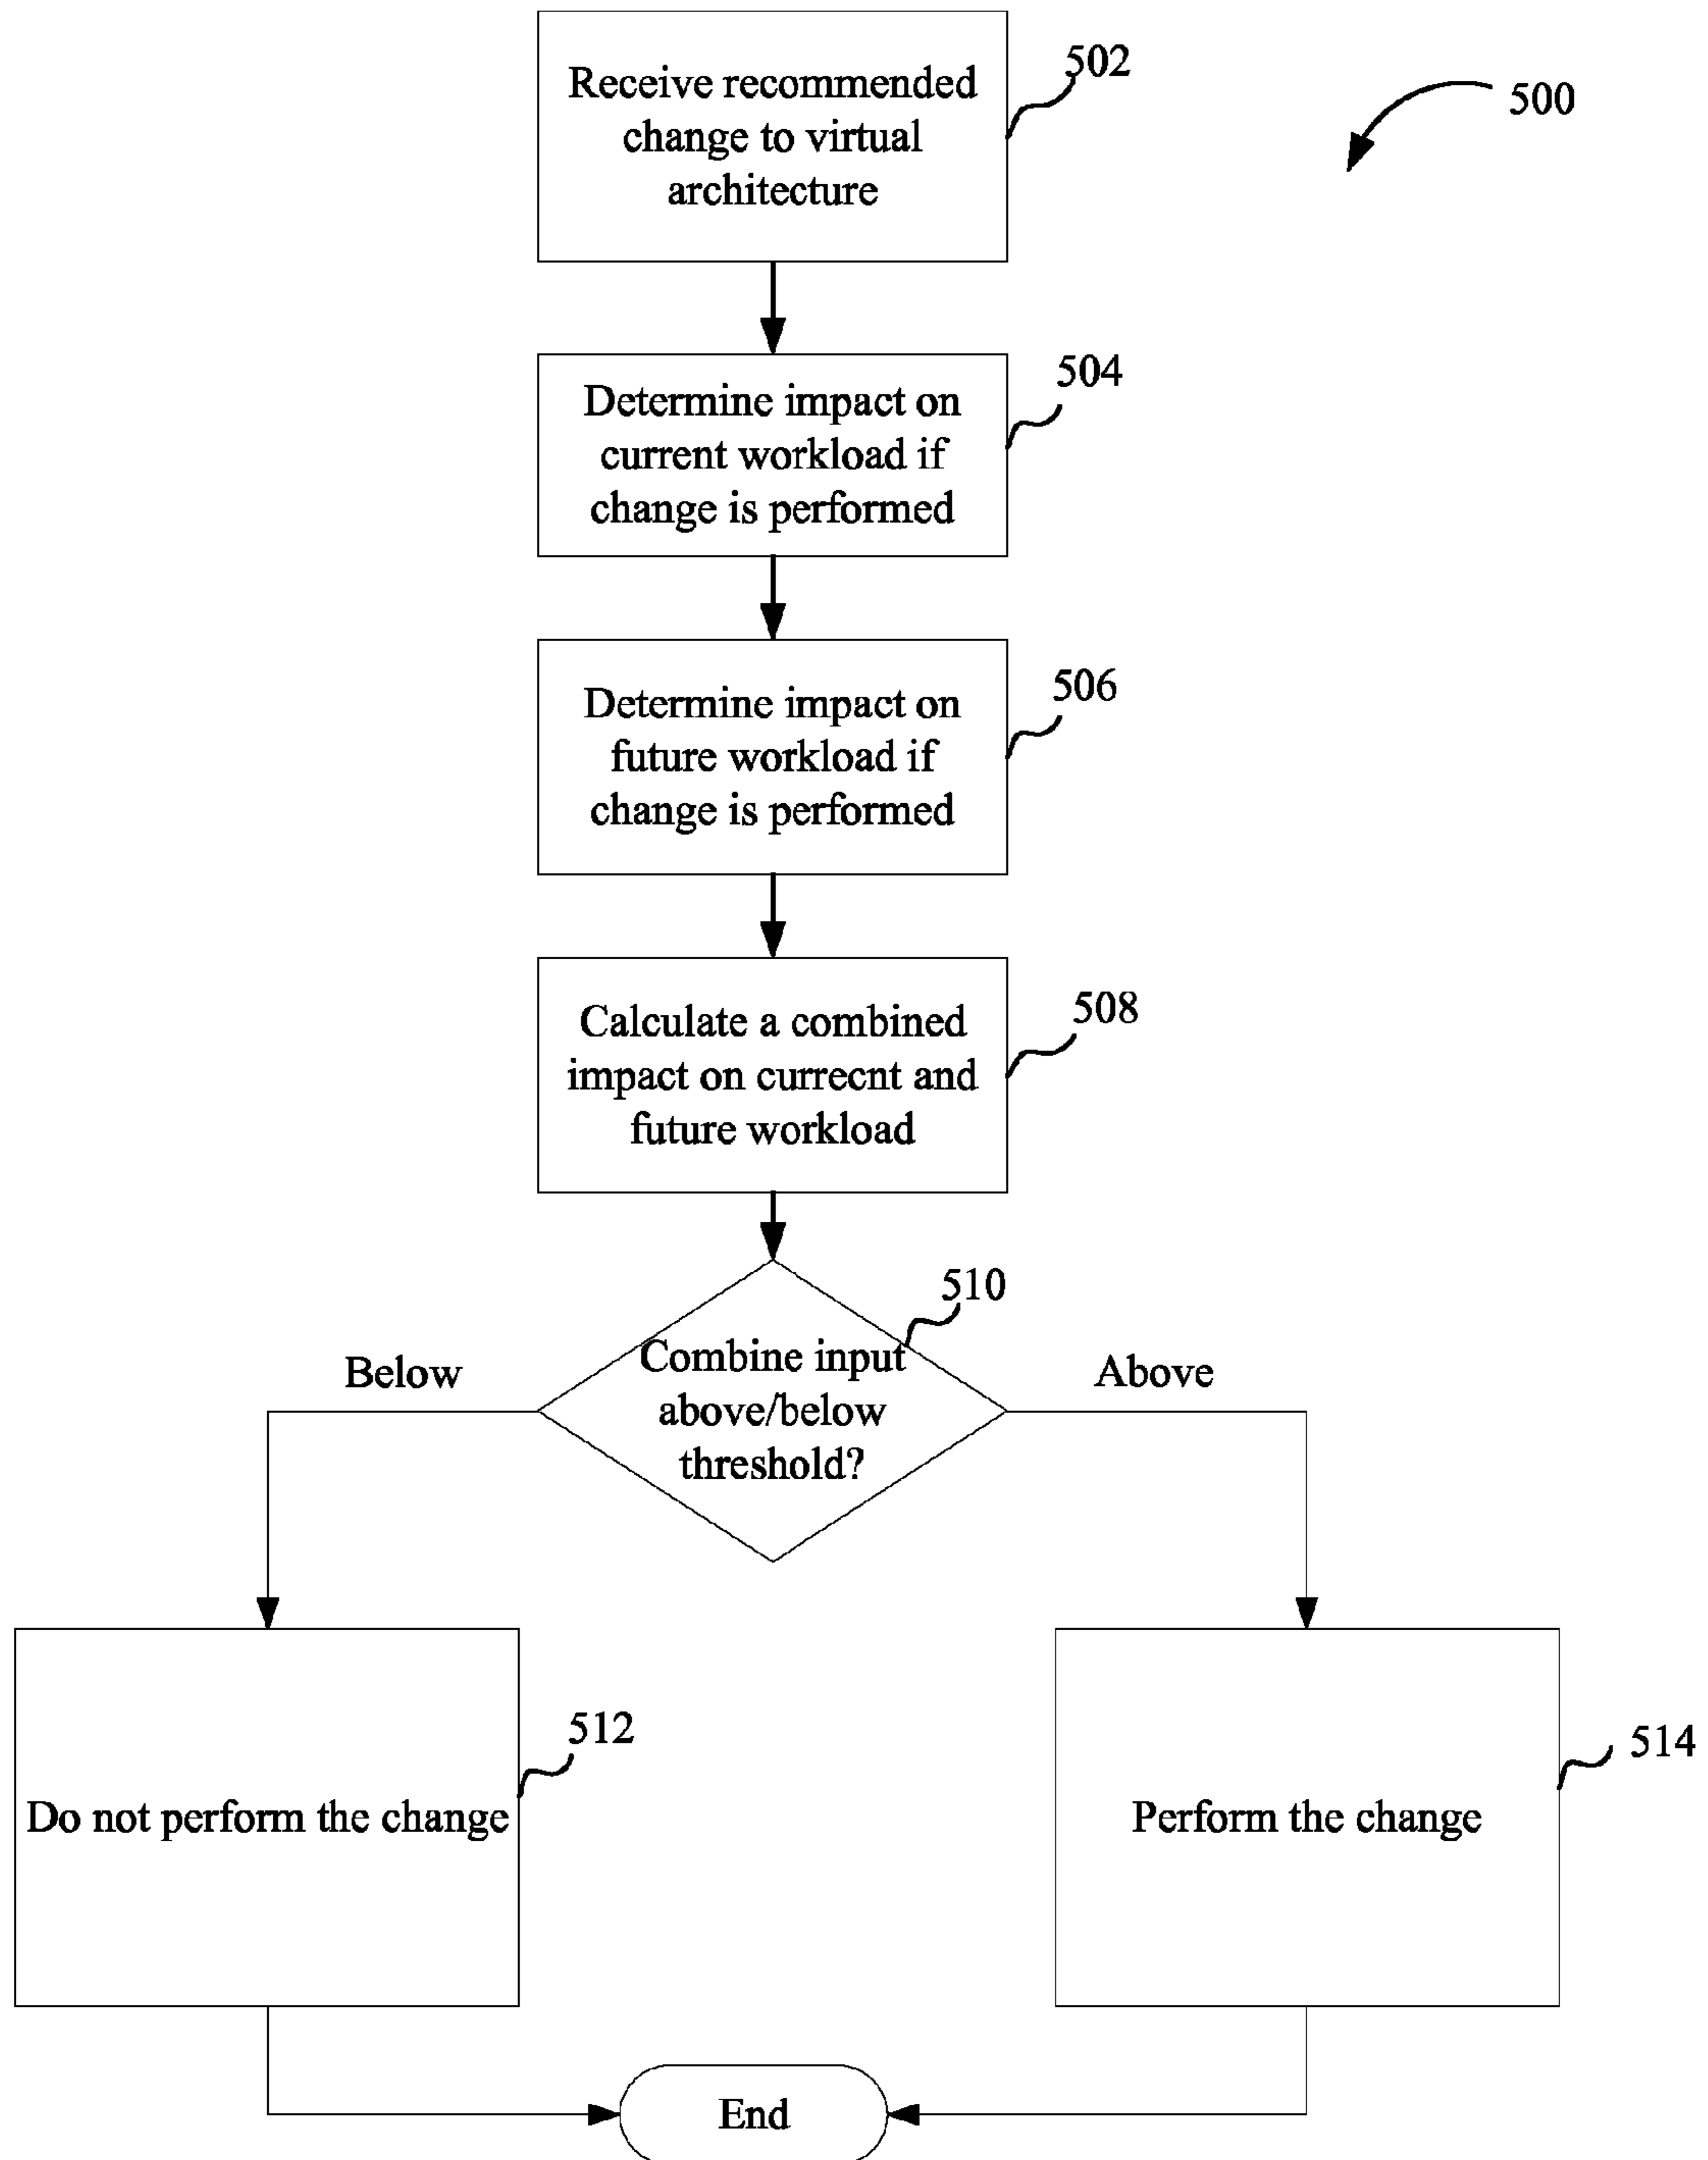 502
500
Receive recommended
change to virtual
architecture
504
Determine impact on
current workload if
change is performed
506
Determine impact on
future workload if
change is performed
508
Calculate a combined
impact on currecnt and
future workload
510
Combine input
above/below
threshold?
Below
Above
512
Do not perform the change
514
Perform the change
End